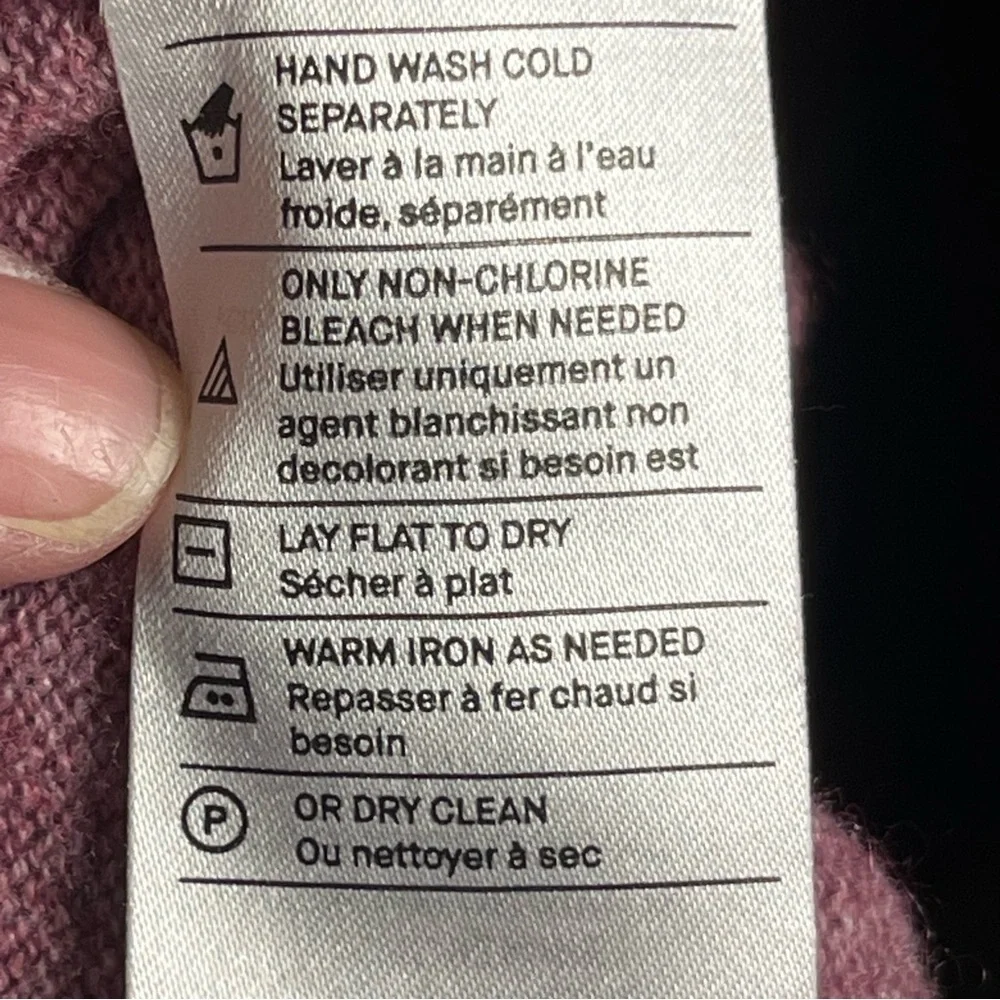 HAND WASH COLD
SEPARATELY
Laver à la main à l'eau
froide, séparément
ONLY NON-CHLORINE
BLEACH WHEN NEEDED
Utiliser uniquement un
agent blanchissant non
decolorant si besoin est
LAY FLAT TO DRY
Sécher à plat
WARM IRON AS NEEDED
Repasser à fer chaud si
besoin
P OR DRY CLEAN
Ou nettoyer à sec